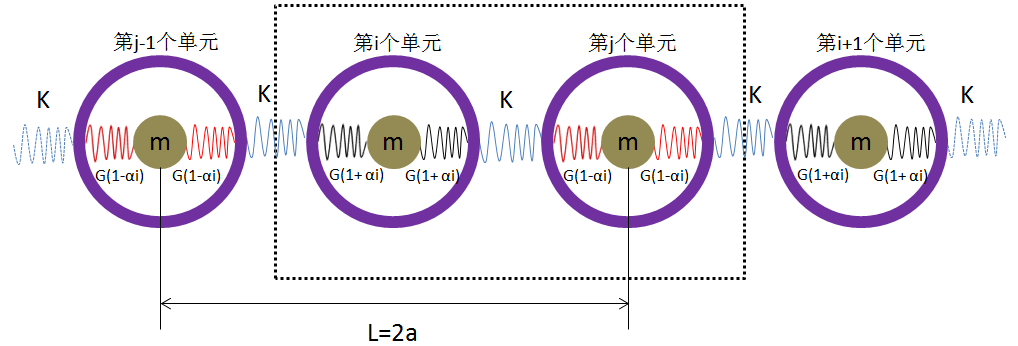 第j-1个单元 第i个单元 第j个单元 第i+1个单元
K K K K K
m m m m
G(1-αi) G(1-αi) G(1+ αi) G(1+ αi) G(1-αi) G(1-αi) G(1+αi) G(1+ αi)
L=2a